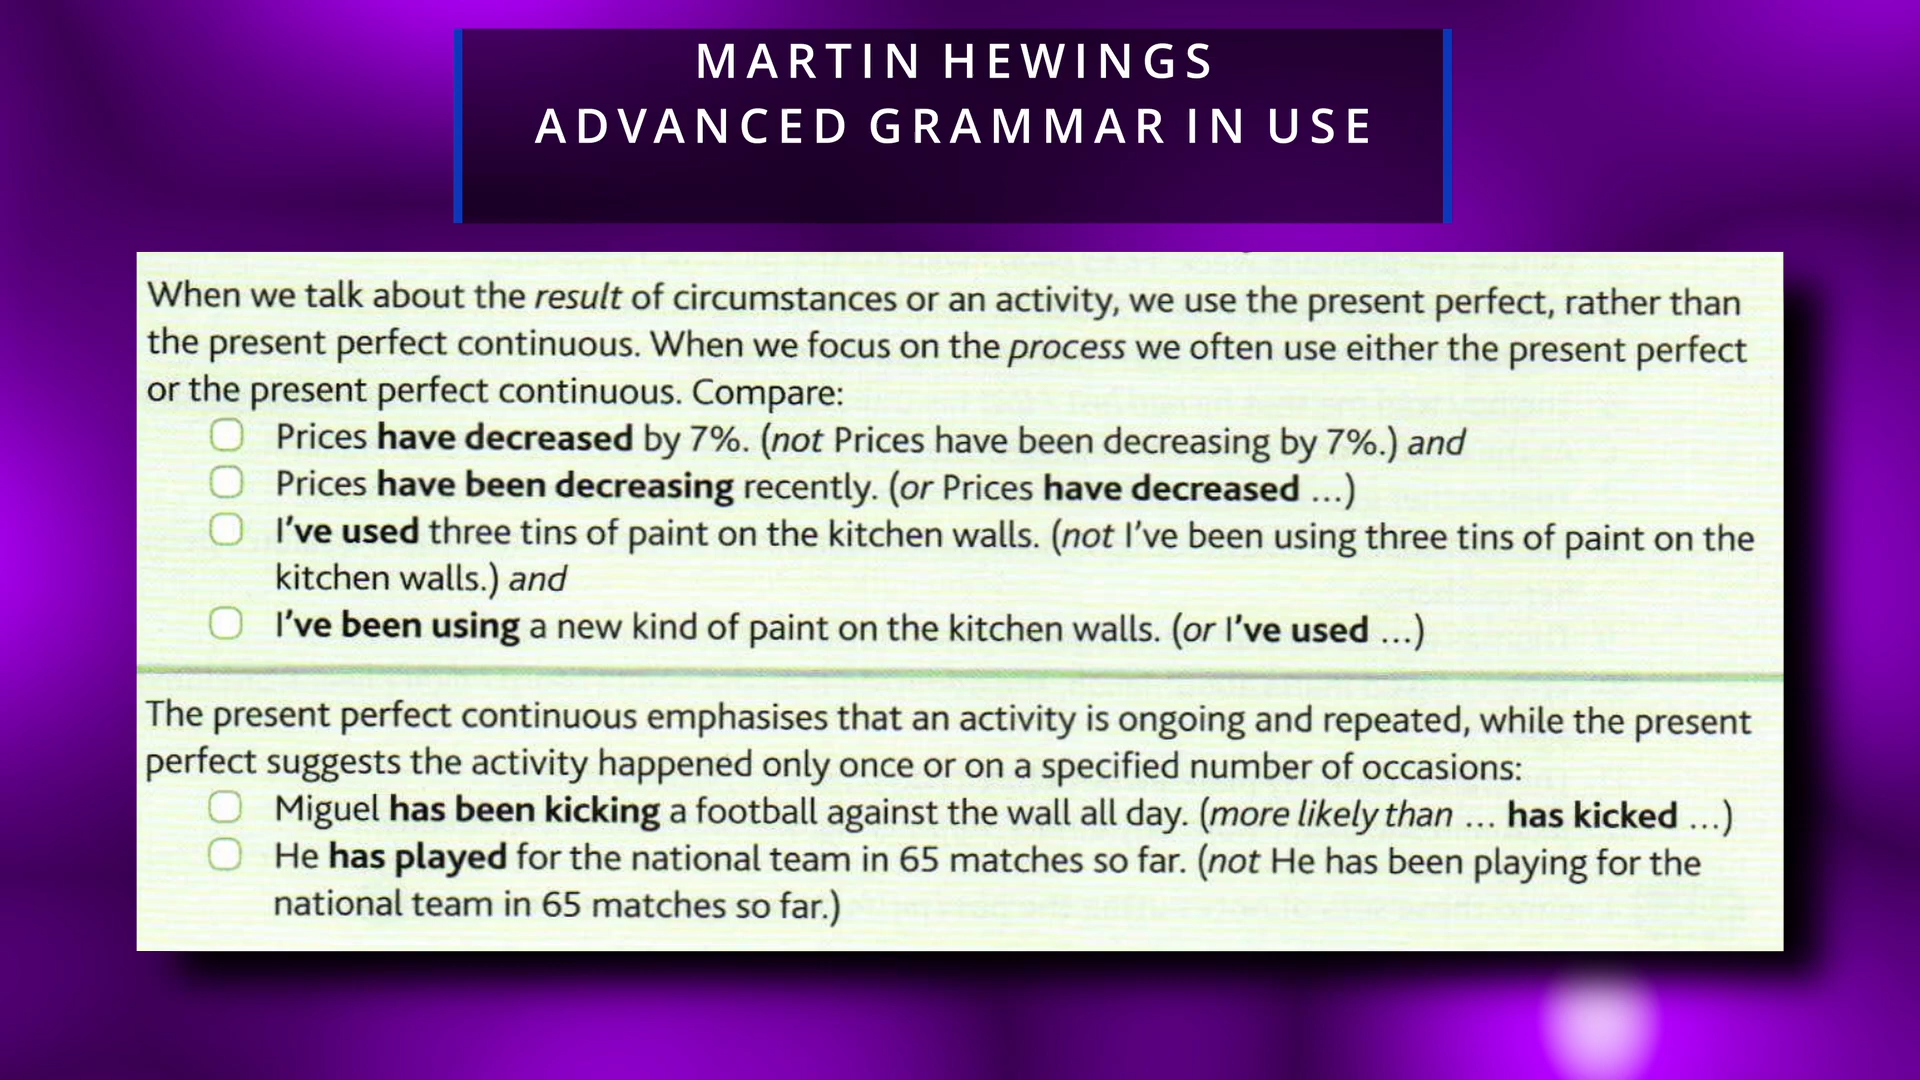 MARTIN HEWINGS
ADVANCED GRAMMAR IN USE
When we talk about the result of circumstances or an activity, we use the present perfect, rather than
the present perfect continuous. When we focus on the process we often use either the present perfect
or the present perfect continuous. Compare:
Prices have decreased by 7%. (not Prices have been decreasing by 7%.) and
Prices have been decreasing recently. (or Prices have decreased …)
I've used three tins of paint on the kitchen walls. (not I've been using three tins of paint on the
kitchen walls.) and
I've been using a new kind of paint on the kitchen walls. (or I've used …)
The present perfect continuous emphasises that an activity is ongoing and repeated, while the present
perfect suggests the activity happened only once or on a specified number of occasions:
Miguel has been kicking a football against the wall all day. (more likely than … has kicked …)
He has played for the national team in 65 matches so far. (not He has been playing for the
national team in 65 matches so far.)